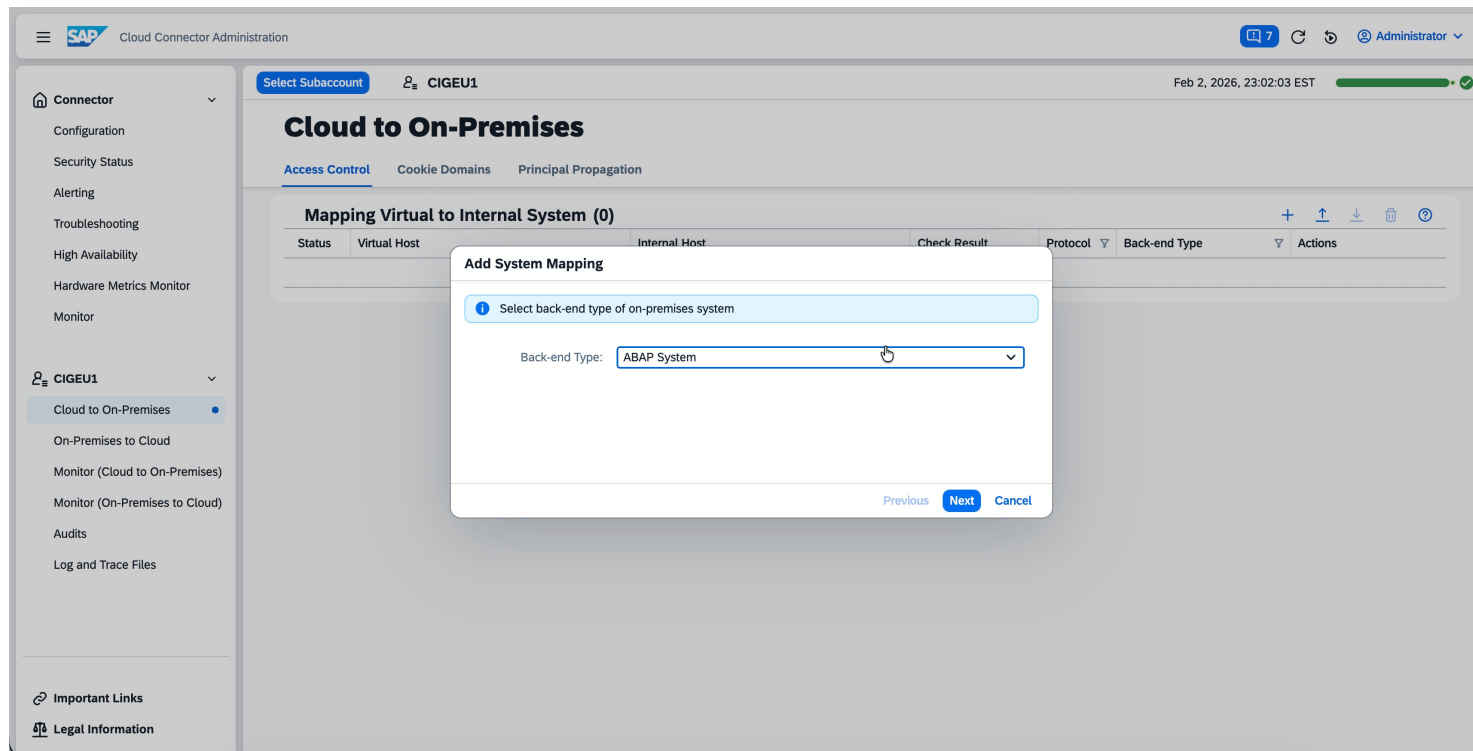 SAP Cloud Connector Administration
7
Administrator
Connector
Configuration
Security Status
Alerting
Troubleshooting
High Availability
Hardware Metrics Monitor
Monitor
CIGEU1
Cloud to On-Premises
On-Premises to Cloud
Monitor (Cloud to On-Premises)
Monitor (On-Premises to Cloud)
Audits
Log and Trace Files
Important Links
Legal Information
Select Subaccount CIGEU1 Feb 2, 2026, 23:02:03 EST
Cloud to On-Premises
Access Control Cookie Domains Principal Propagation
Mapping Virtual to Internal System (0)
Status Virtual Host Internal Host Check Result Protocol Back-end Type Actions
Add System Mapping
Select back-end type of on-premises system
Back-end Type: ABAP System
Previous Next Cancel